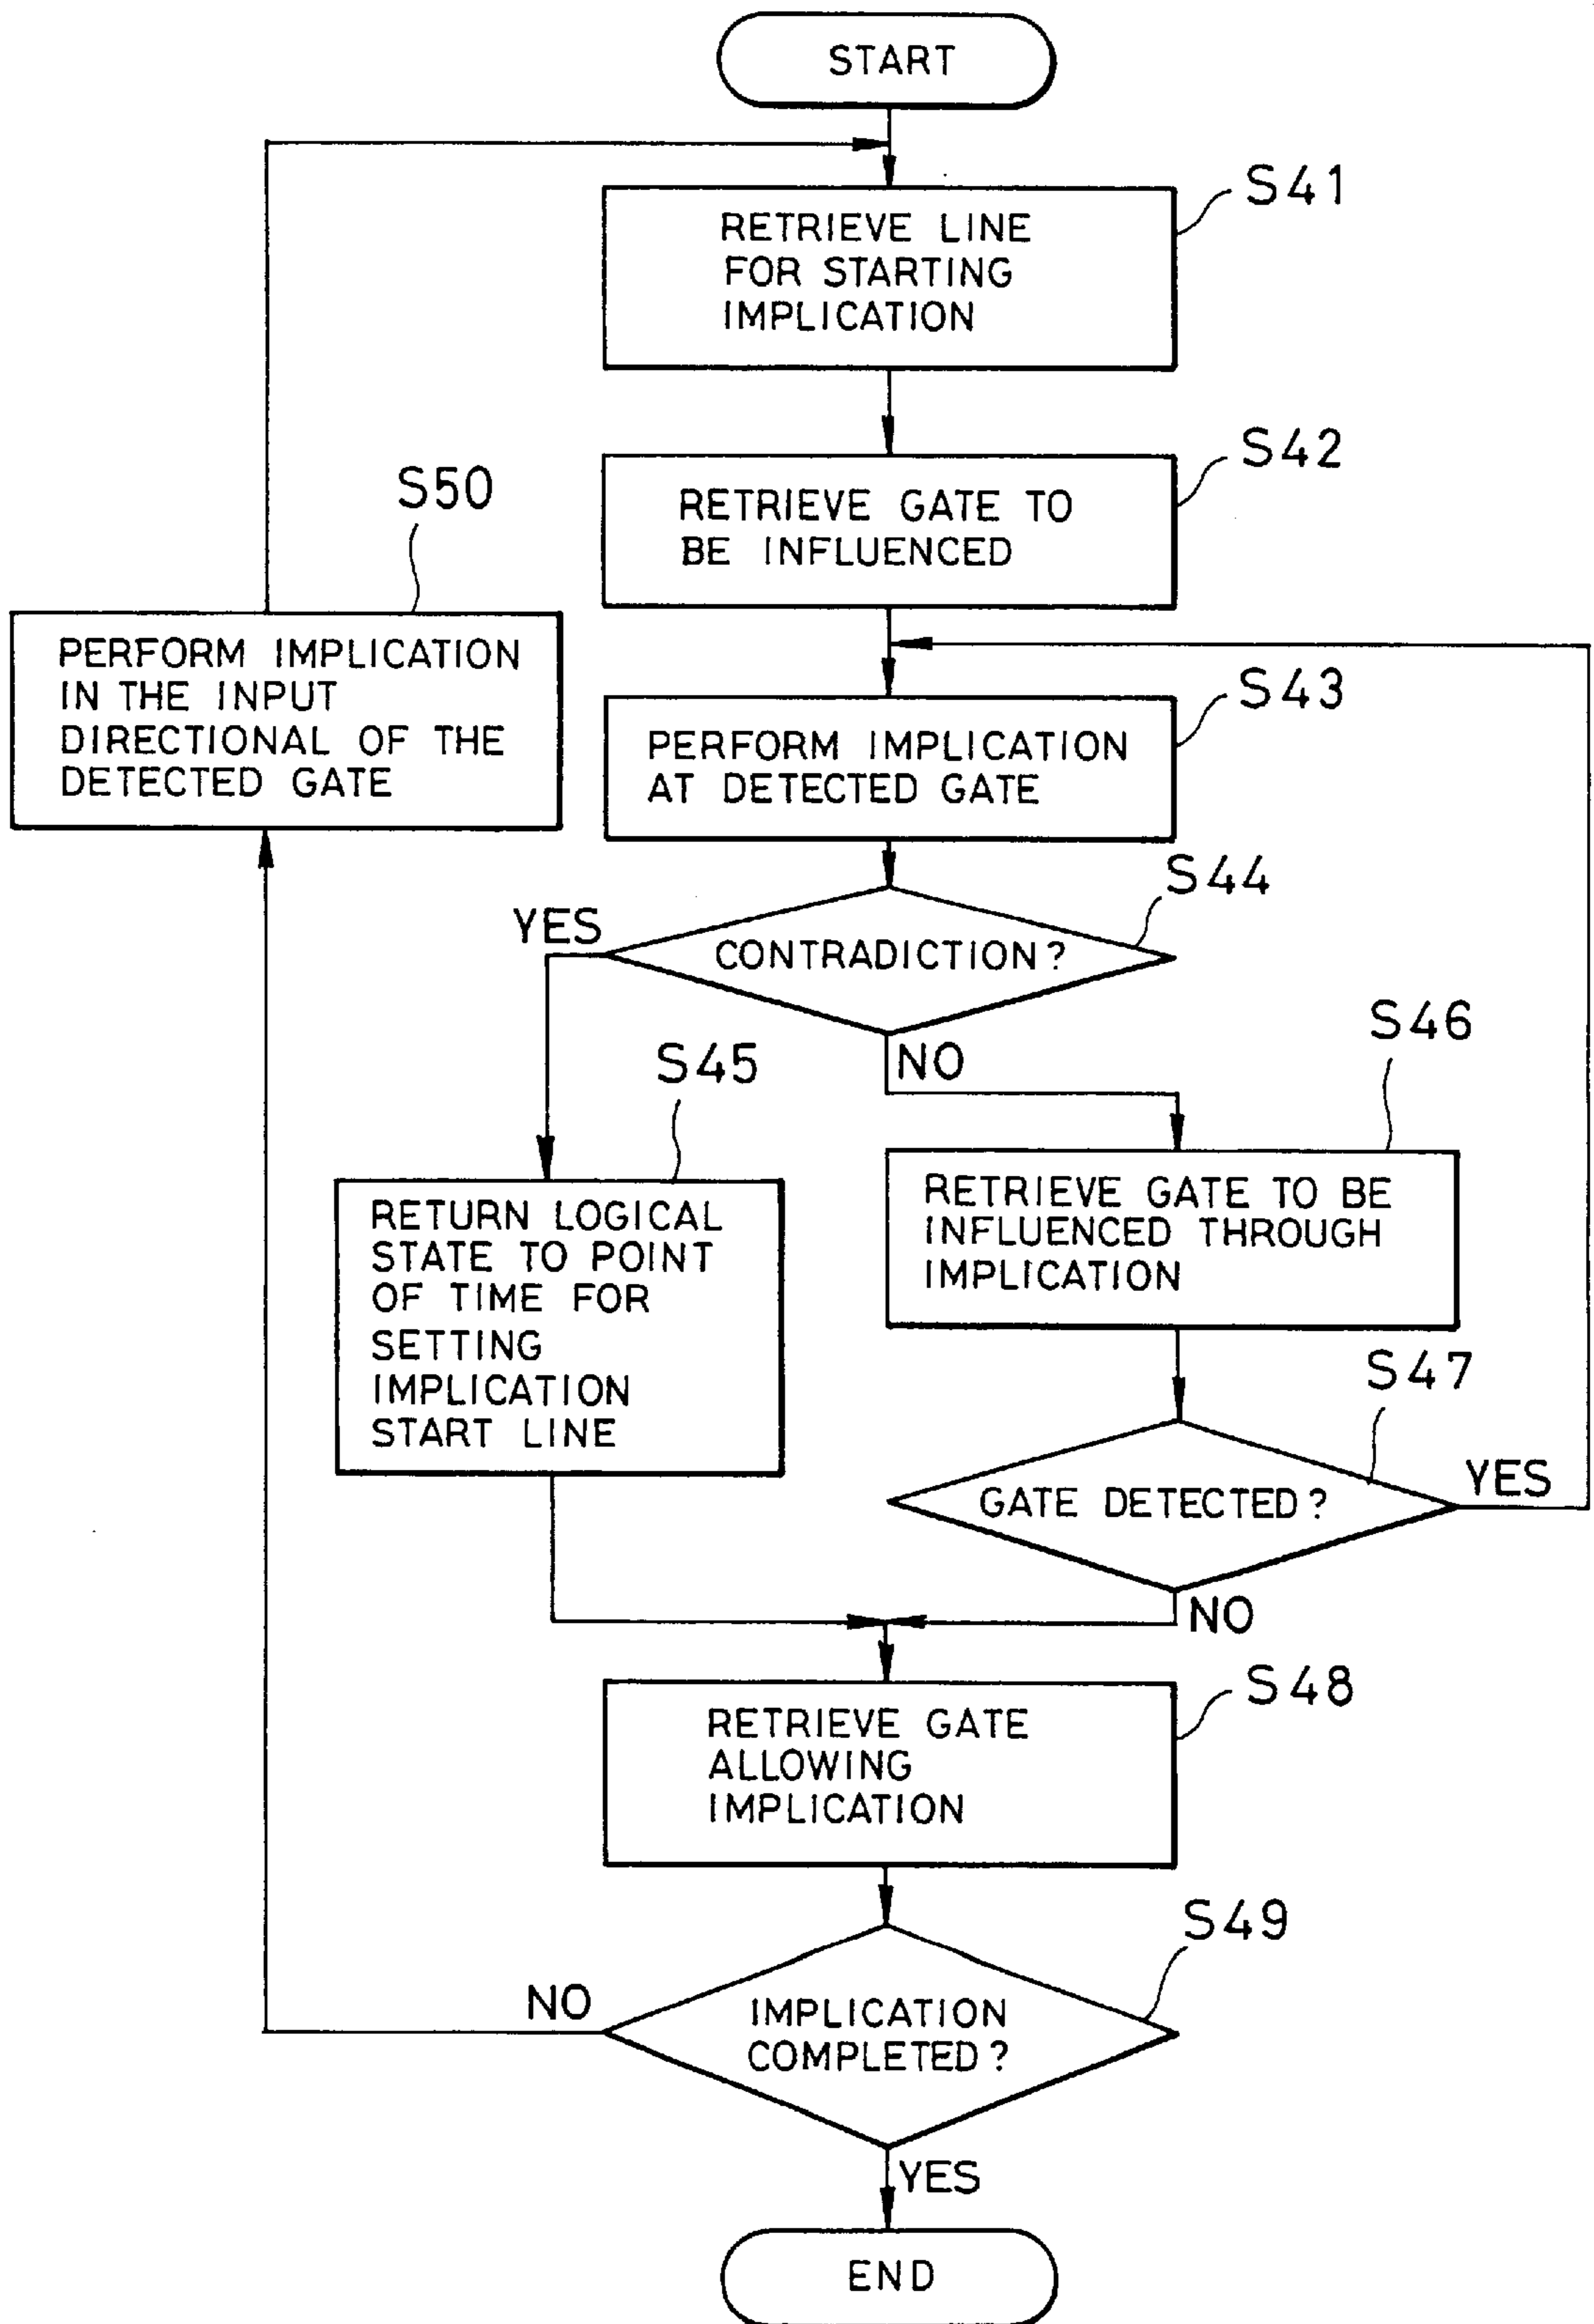 START
S41
RETRIEVE LINE
FOR STARTING
IMPLICATION
S42
RETRIEVE GATE TO
BE INFLUENCED
S50
PERFORM IMPLICATION
IN THE INPUT
DIRECTIONAL OF THE
DETECTED GATE
S43
PERFORM IMPLICATION
AT DETECTED GATE
S44
CONTRADICTION?
YES
NO
S45
RETURN LOGICAL
STATE TO POINT
OF TIME FOR
SETTING
IMPLICATION
START LINE
S46
RETRIEVE GATE TO BE
INFLUENCED THROUGH
IMPLICATION
S47
GATE DETECTED?
YES
NO
S48
RETRIEVE GATE
ALLOWING
IMPLICATION
S49
IMPLICATION
COMPLETED?
NO
YES
END